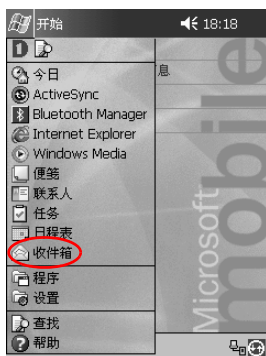 开始 18:18
今日
息
ActiveSync
Bluetooth Manager
Internet Explorer
Windows Media
便笺
联系人
任务
日程表
收件箱
程序
设置
查找
帮助
Microsoft
mobile